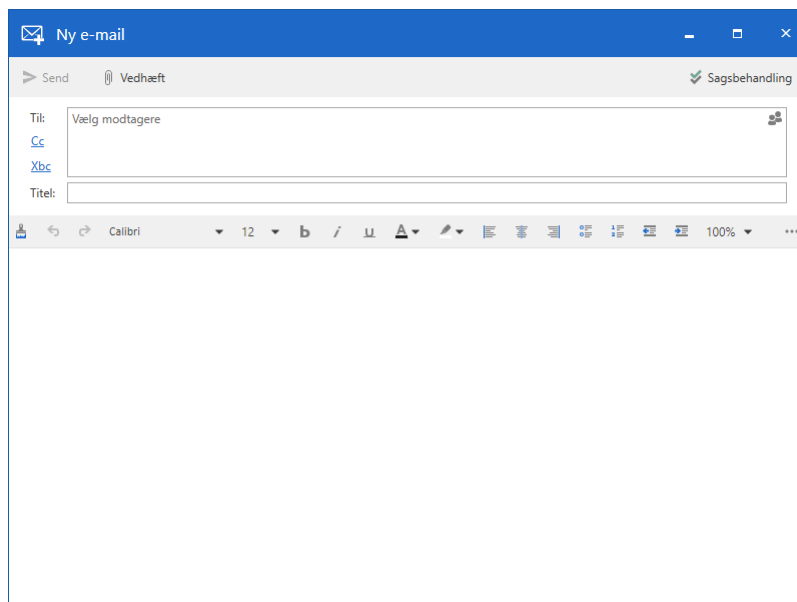 Ny e-mail
Send Vedhæft Sagsbehandling
Til: Vælg modtagere
Cc
Xbc
Titel:
Calibri 12 b i u A 100%